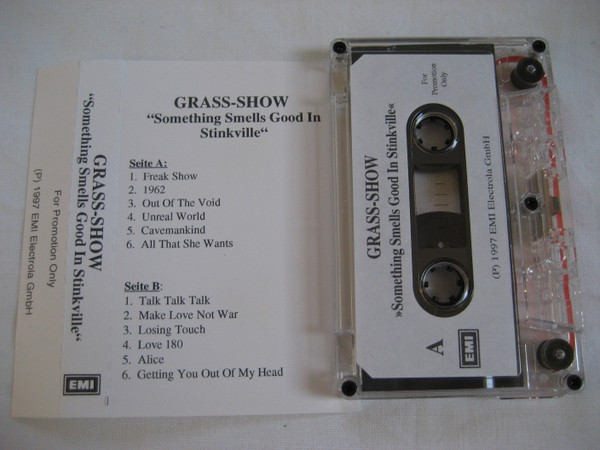 GRASS-SHOW
“Something Smells Good In
Stinkville“
Seite A:
1. Freak Show
2. 1962
3. Out Of The Void
4. Unreal World
5. Cavemankind
6. All That She Wants
Seite B:
1. Talk Talk Talk
2. Make Love Not War
3. Losing Touch
4. Love 180
5. Alice
6. Getting You Out Of My Head
GRASS-SHOW
“Something Smells Good In Stinkville“
EMI
For Promotion Only
(P) 1997 EMI Electrola GmbH
GRASS-SHOW
»Something Smells Good In Stinkville«
For
Promotion
Only
(P) 1997 EMI Electrola GmbH
A
EMI